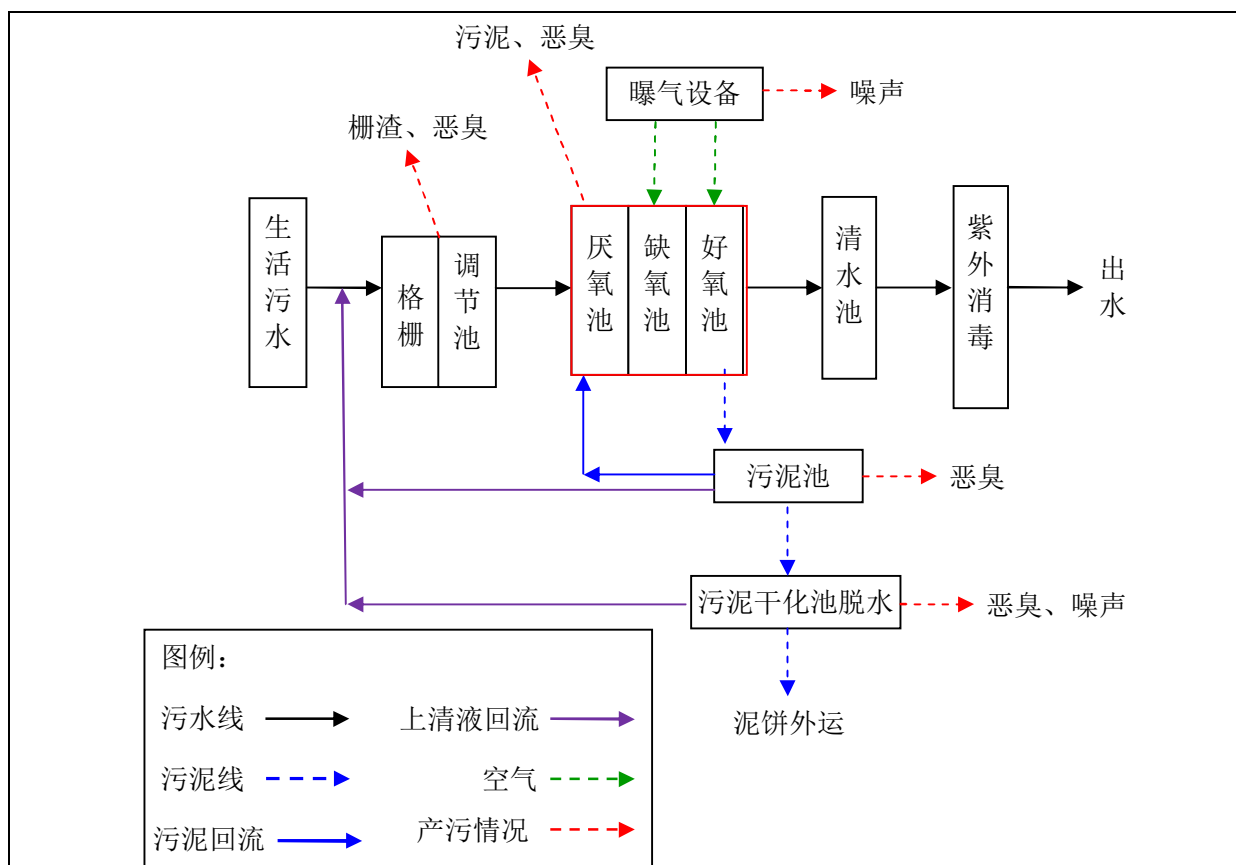 污泥、恶臭
曝气设备
噪声
栅渣、恶臭
生活污水
格栅
调节池
厌氧池
缺氧池
好氧池
清水池
紫外消毒
出水
污泥池
恶臭
污泥干化池脱水
恶臭、噪声
泥饼外运
图例：
污水线
上清液回流
污泥线
空气
污泥回流
产污情况